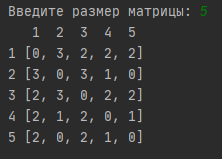 Введите размер матрицы: 5
1 2 3 4 5
1 [0, 3, 2, 2, 2]
2 [3, 0, 3, 1, 0]
3 [2, 3, 0, 2, 2]
4 [2, 1, 2, 0, 1]
5 [2, 0, 2, 1, 0]